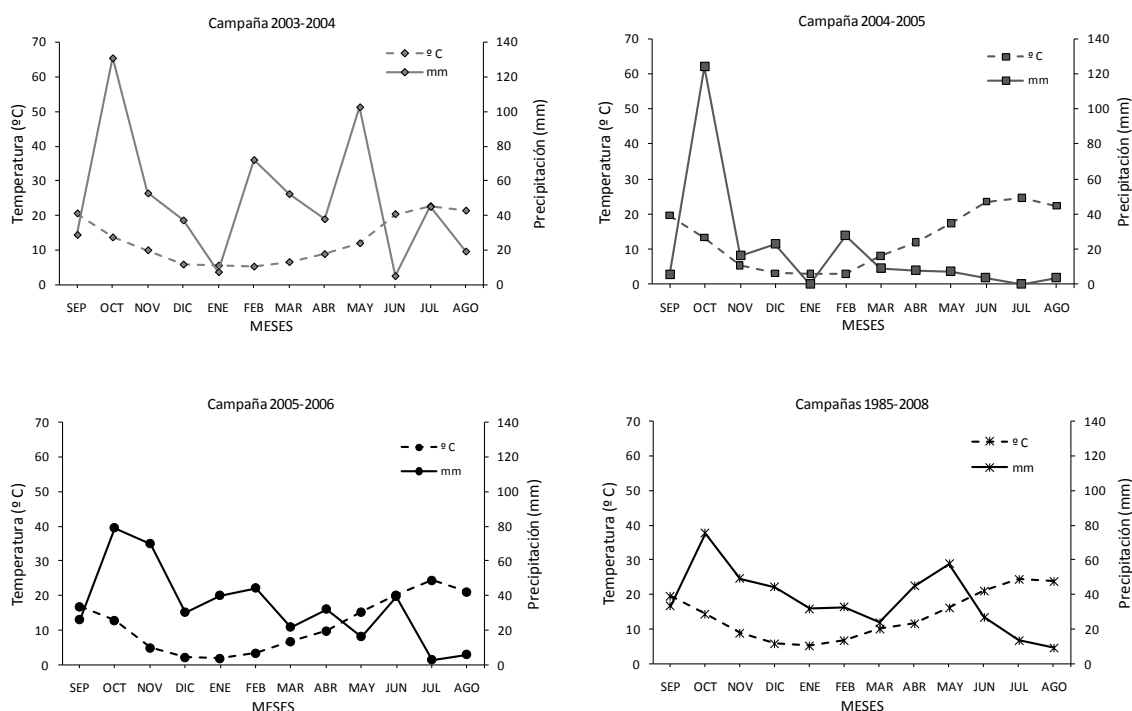 Campaña 2003-2004
70
60
50
40
30
20
10
0
Temperatura (ºC)
140
120
100
80
60
40
20
0
Precipitación (mm)
º C
mm
SEP OCT NOV DIC ENE FEB MAR ABR MAY JUN JUL AGO
MESES
Campaña 2004-2005
70
60
50
40
30
20
10
0
Temperatura (º C)
140
120
100
80
60
40
20
0
Precipitación (mm)
º C
mm
SEP OCT NOV DIC ENE FEB MAR ABR MAY JUN JUL AGO
MESES
Campaña 2005-2006
70
60
50
40
30
20
10
0
Temperatura (º C)
140
120
100
80
60
40
20
0
Precipitación (mm)
º C
mm
SEP OCT NOV DIC ENE FEB MAR ABR MAY JUN JUL AGO
MESES
Campañas 1985-2008
70
60
50
40
30
20
10
0
Temperatura (º C)
140
120
100
80
60
40
20
0
Precipitación (mm)
º C
mm
SEP OCT NOV DIC ENE FEB MAR ABR MAY JUN JUL AGO
MESES